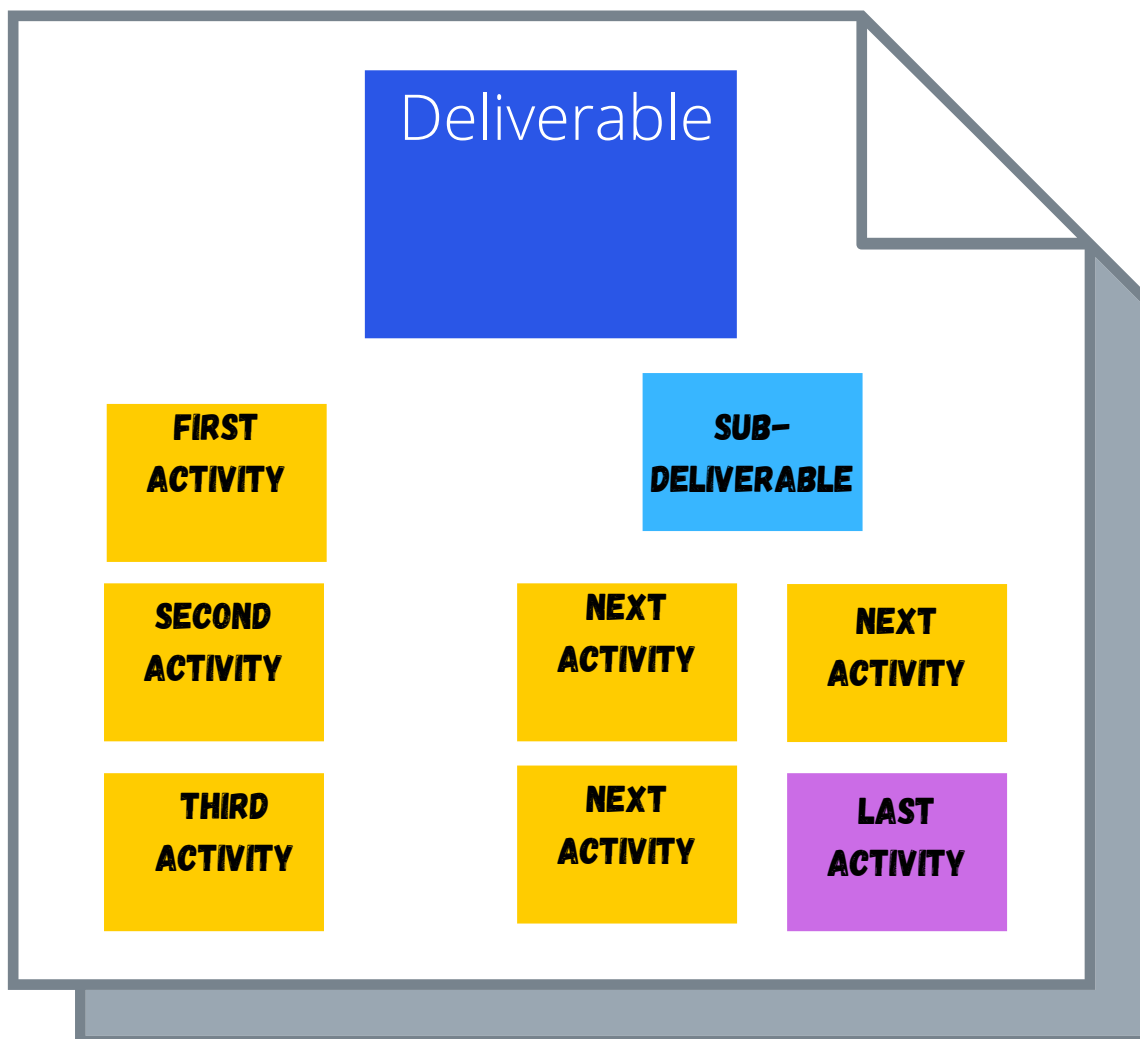 Deliverable
FIRST
ACTIVITY
SUB-
DELIVERABLE
SECOND
ACTIVITY
NEXT
ACTIVITY
NEXT
ACTIVITY
THIRD
ACTIVITY
NEXT
ACTIVITY
LAST
ACTIVITY